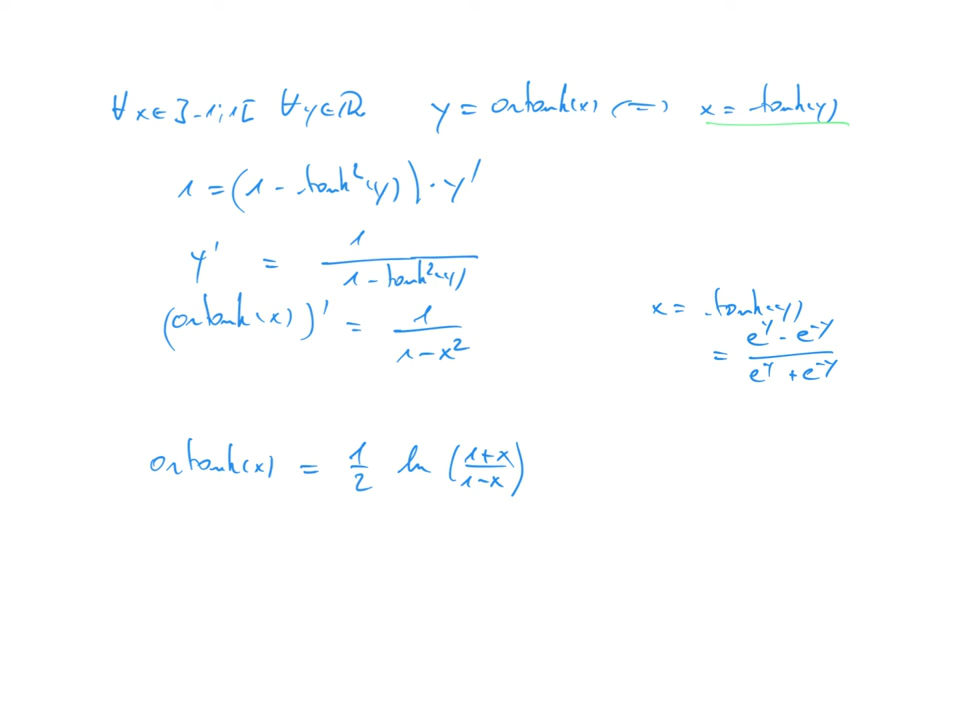 ∀x∈]-1;1[ ∀y∈ℝ y = artanh(x) ⟺ x = tanh(y)
1 = (1 - tanh²(y)) · y'
y' = 1/(1 - tanh²(y))
(artanh(x))' = 1/(1-x²)
x = tanh(y)
= (e^y - e^-y)/(e^y + e^-y)
artanh(x) = 1/2 ln((1+x)/(1-x))